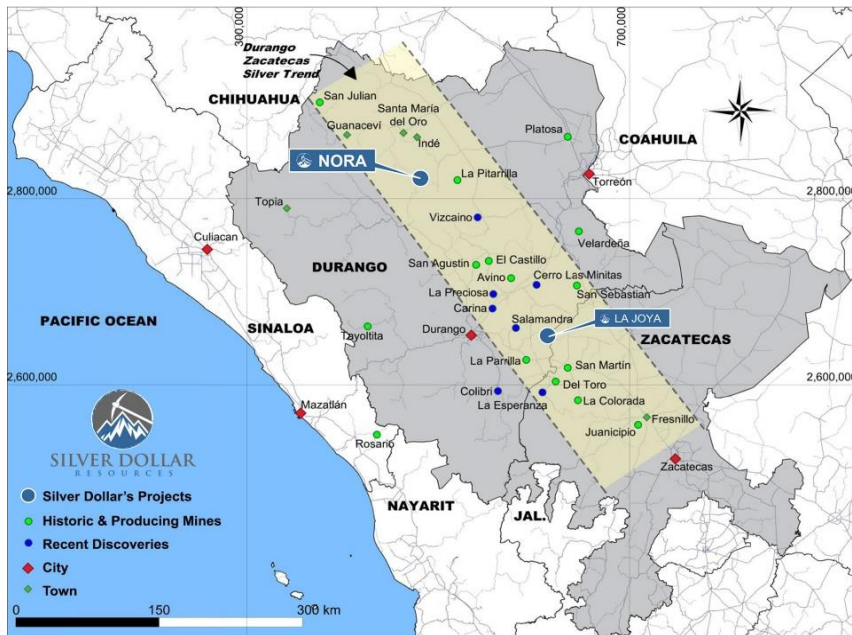 300,000
700,000
Durango
Zacatecas
Silver Trend
CHIHUAHUA
San Julian
Santa María
del Oro
Guanaceví
Indé
Platosa
COAHUILA
NORA
La Pitarrilla
Torreón
2,800,000
2,800,000
Topia
Vizcaino
Culiacan
Velardeña
El Castillo
San Agustin
DURANGO
Avino
Cerro Las Minitas
La Preciosa
San Sebastian
Carina
PACIFIC OCEAN
SINALOA
Salamandra
LA JOYA
Tayoltita
Durango
ZACATECAS
La Parrilla
San Martín
2,600,000
2,600,000
Del Toro
Colibri
La Esperanza
La Colorada
Mazatlán
Fresnillo
Juanicipio
Rosario
Zacatecas
SILVER DOLLAR
RESOURCES
NAYARIT
JAL.
Silver Dollar's Projects
Historic & Producing Mines
Recent Discoveries
City
Town
0
150
300 km